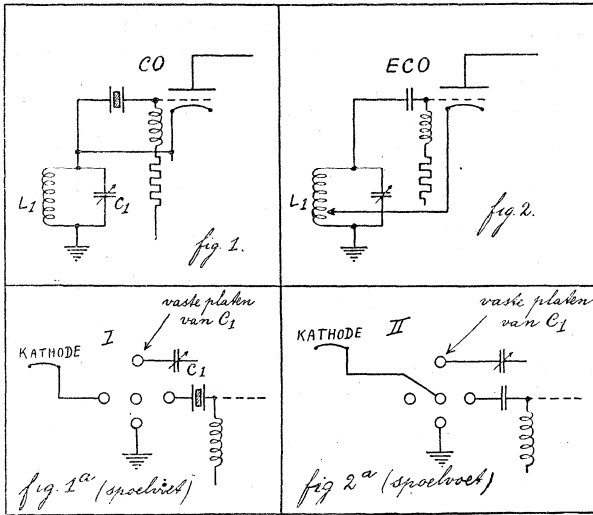 CO
L1
C1
fig. 1.
ECO
L1
fig. 2.
I
vaste platen
van C1
KATHODE
C1
fig. 1a. (spoelvoet)
II
vaste platen
van C1
KATHODE
fig 2a (spoelvoet)